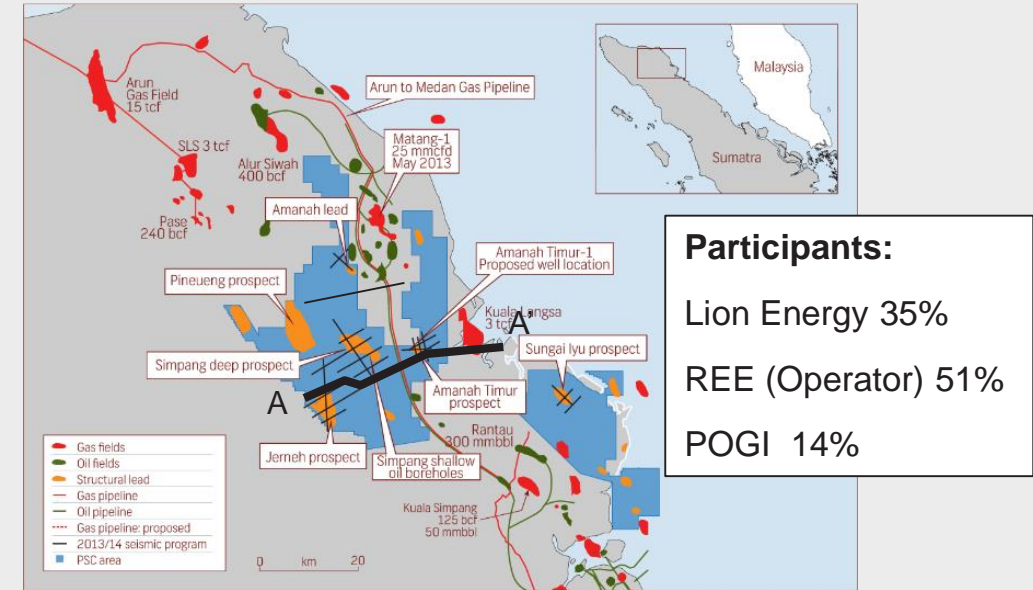 Arun
Gas Field
15 tcf
SLS 3 tcf
Alur Siwah
400 bcf
Pase
240 bcf
Arun to Medan Gas Pipeline
Matang-1
25 mmcfd
May 2013
Amanah lead
Amanah Timur-1
Proposed well location
Pineueng prospect
Kuala Langsa
3 tcf
A
Sungai Iyu prospect
Simpang deep prospect
A
Amanah Timur
prospect
Jerneh prospect
Simpang shallow
oil boreholes
Rantau
300 mmbbl
Kuala Simpang
125 bcf
50 mmbbl
Gas fields
Oil fields
Structural lead
Gas pipeline
Oil pipeline
Gas pipeline: proposed
2013/14 seismic program
PSC area
0 km 20
Malaysia
Sumatra
Participants:
Lion Energy 35%
REE (Operator) 51%
POGI 14%